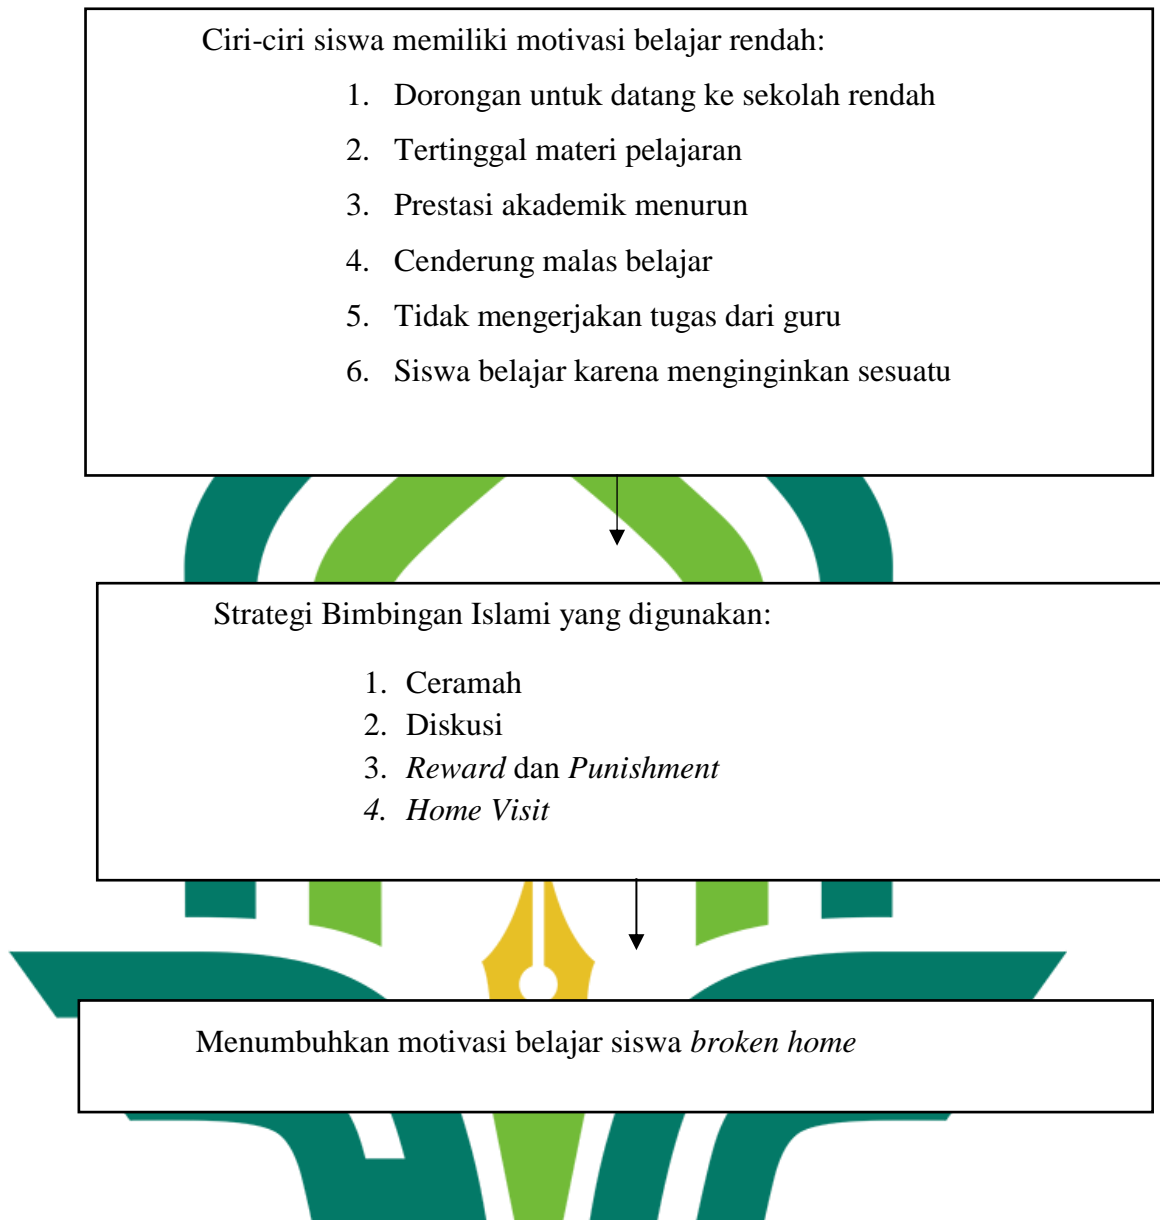 Ciri-ciri siswa memiliki motivasi belajar rendah:
1. Dorongan untuk datang ke sekolah rendah
2. Tertinggal materi pelajaran
3. Prestasi akademik menurun
4. Cenderung malas belajar
5. Tidak mengerjakan tugas dari guru
6. Siswa belajar karena menginginkan sesuatu
Strategi Bimbingan Islami yang digunakan:
1. Ceramah
2. Diskusi
3. Reward dan Punishment
4. Home Visit
Menumbuhkan motivasi belajar siswa broken home